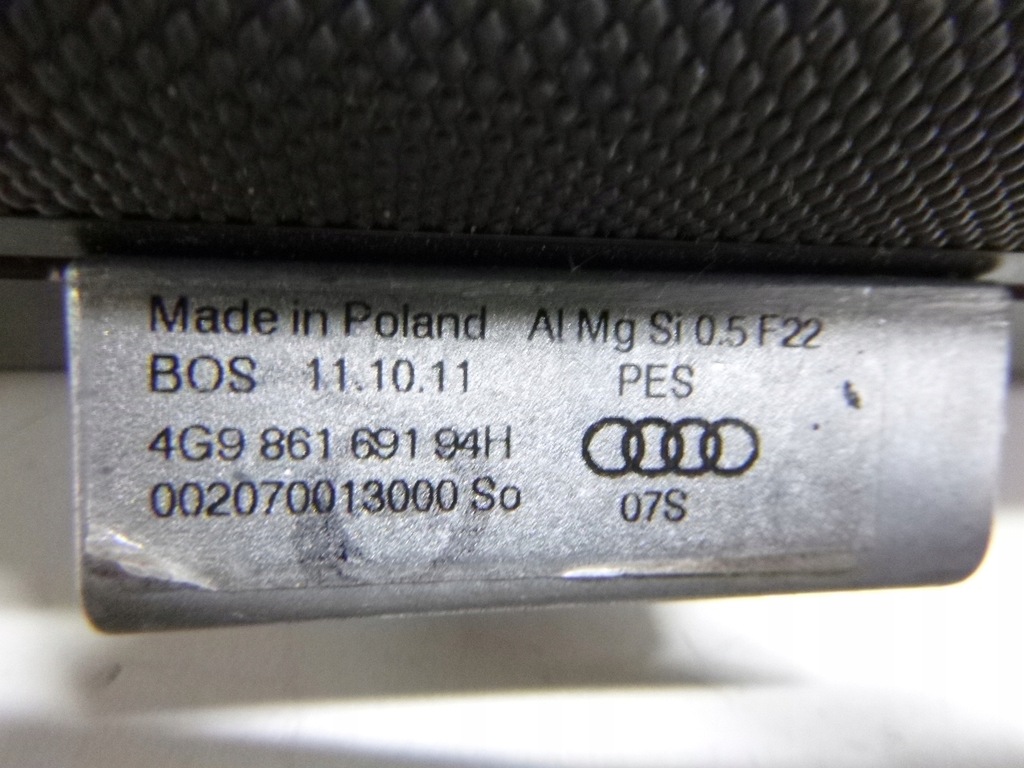 Made in Poland Al Mg Si 0.5 F22
BOS 11.10.11 PES
4G9 861 691 94H
002070013000 So 07S